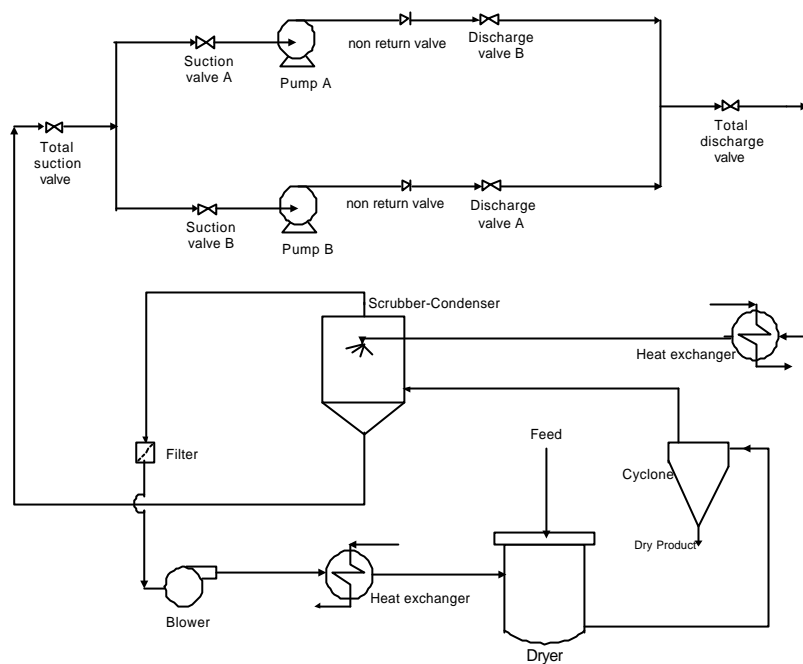 Suction
valve A
Pump A
non return valve
Discharge
valve B
Total
suction
valve
Total
discharge
valve
Suction
valve B
Pump B
non return valve
Discharge
valve A
Scrubber-Condenser
Heat exchanger
Filter
Feed
Cyclone
Dry Product
Blower
Heat exchanger
Dryer